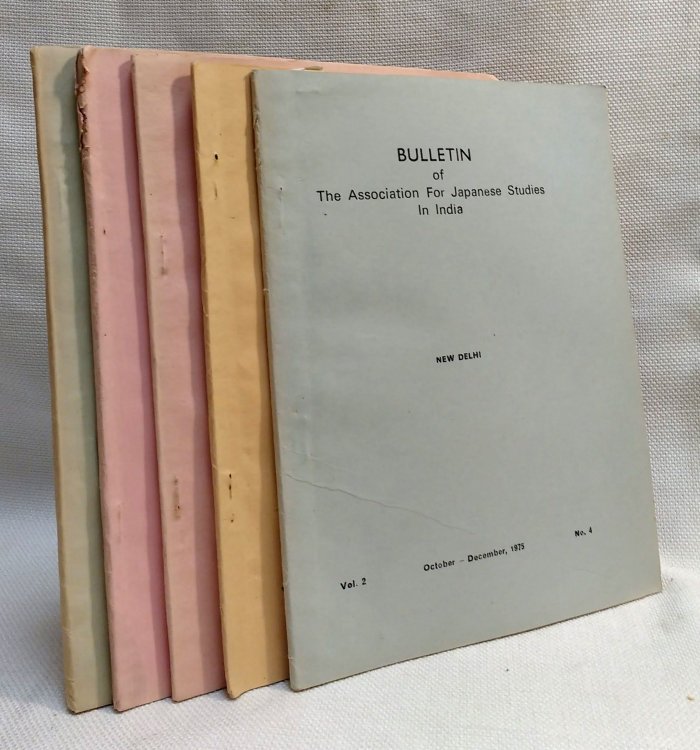 BULLETIN
of
The Association For Japanese Studies
In India
NEW DELHI
Vol. 2 October – December, 1975 No. 4